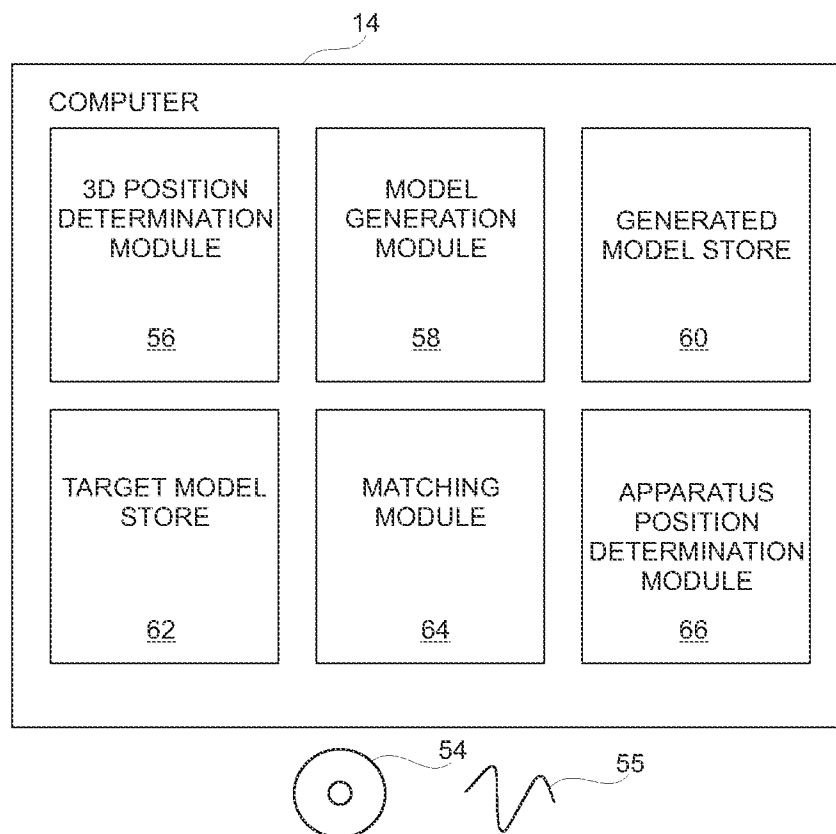 14
COMPUTER
3D POSITION
DETERMINATION
MODULE
56
MODEL
GENERATION
MODULE
58
GENERATED
MODEL STORE
60
TARGET MODEL
STORE
62
MATCHING
MODULE
64
APPARATUS
POSITION
DETERMINATION
MODULE
66
54
55